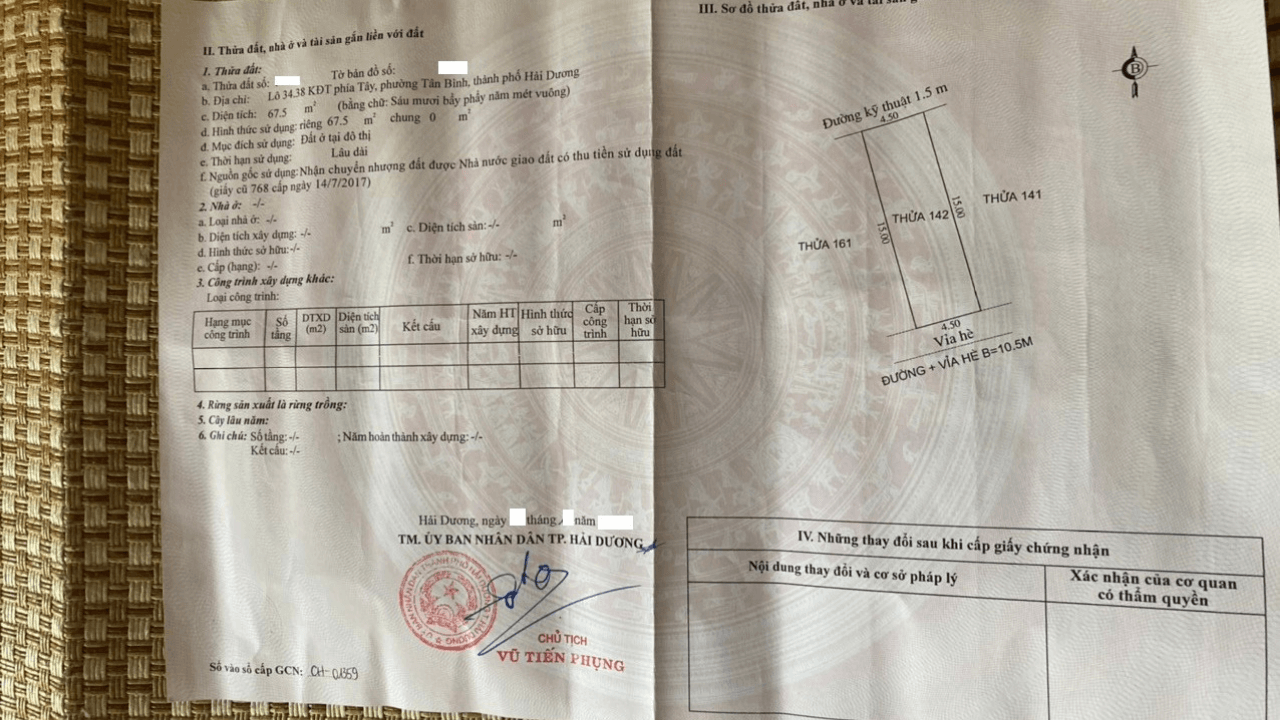 II. Thửa đất, nhà ở và tài sản gắn liền với đất
1. Thửa đất:
a. Thửa đất số: Tờ bản đồ số:
b. Địa chỉ: Lô 34.38 KĐT phía Tây, phường Tân Bình, thành phố Hải Dương
c. Diện tích: 67.5 m² (bằng chữ: Sáu mươi bảy phẩy năm mét vuông)
d. Hình thức sử dụng: riêng 67.5 m² chung 0 m²
đ. Mục đích sử dụng: Đất ở tại đô thị
e. Thời hạn sử dụng: Lâu dài
f. Nguồn gốc sử dụng: Nhận chuyển nhượng đất được Nhà nước giao đất có thu tiền sử dụng đất
(giấy cũ 768 cấp ngày 14/7/2017)
2. Nhà ở: -/-
a. Loại nhà ở: -/-
b. Diện tích xây dựng: -/- m² c. Diện tích sàn: -/- m²
d. Hình thức sở hữu: -/-
e. Cấp (hạng): -/- f. Thời hạn sở hữu: -/-
3. Công trình xây dựng khác:
Loại công trình:
Hạng mục công trình Số tầng DTXD (m2) Diện tích sàn (m2) Kết cấu Năm HT xây dựng Hình thức sở hữu Cấp công trình Thời hạn sở hữu
4. Rừng sản xuất là rừng trồng:
5. Cây lâu năm:
6. Ghi chú: Số tầng: -/- ; Năm hoàn thành xây dựng: -/-
Kết cấu: -/-
Hải Dương, ngày tháng năm
TM. ỦY BAN NHÂN DÂN TP. HẢI DƯƠNG
CHỦ TỊCH
VŨ TIẾN PHỤNG
Số vào sổ cấp GCN: CH-01359
III. Sơ đồ thửa đất, nhà ở và tài sản g
B
Đường kỹ thuật 1.5 m
4.50
THỬA 141
15.00
THỬA 142
15.00
THỬA 161
4.50
Vỉa hè
ĐƯỜNG + VỈA HÈ B=10.5M
IV. Những thay đổi sau khi cấp giấy chứng nhận
Nội dung thay đổi và cơ sở pháp lý
Xác nhận của cơ quan
có thẩm quyền